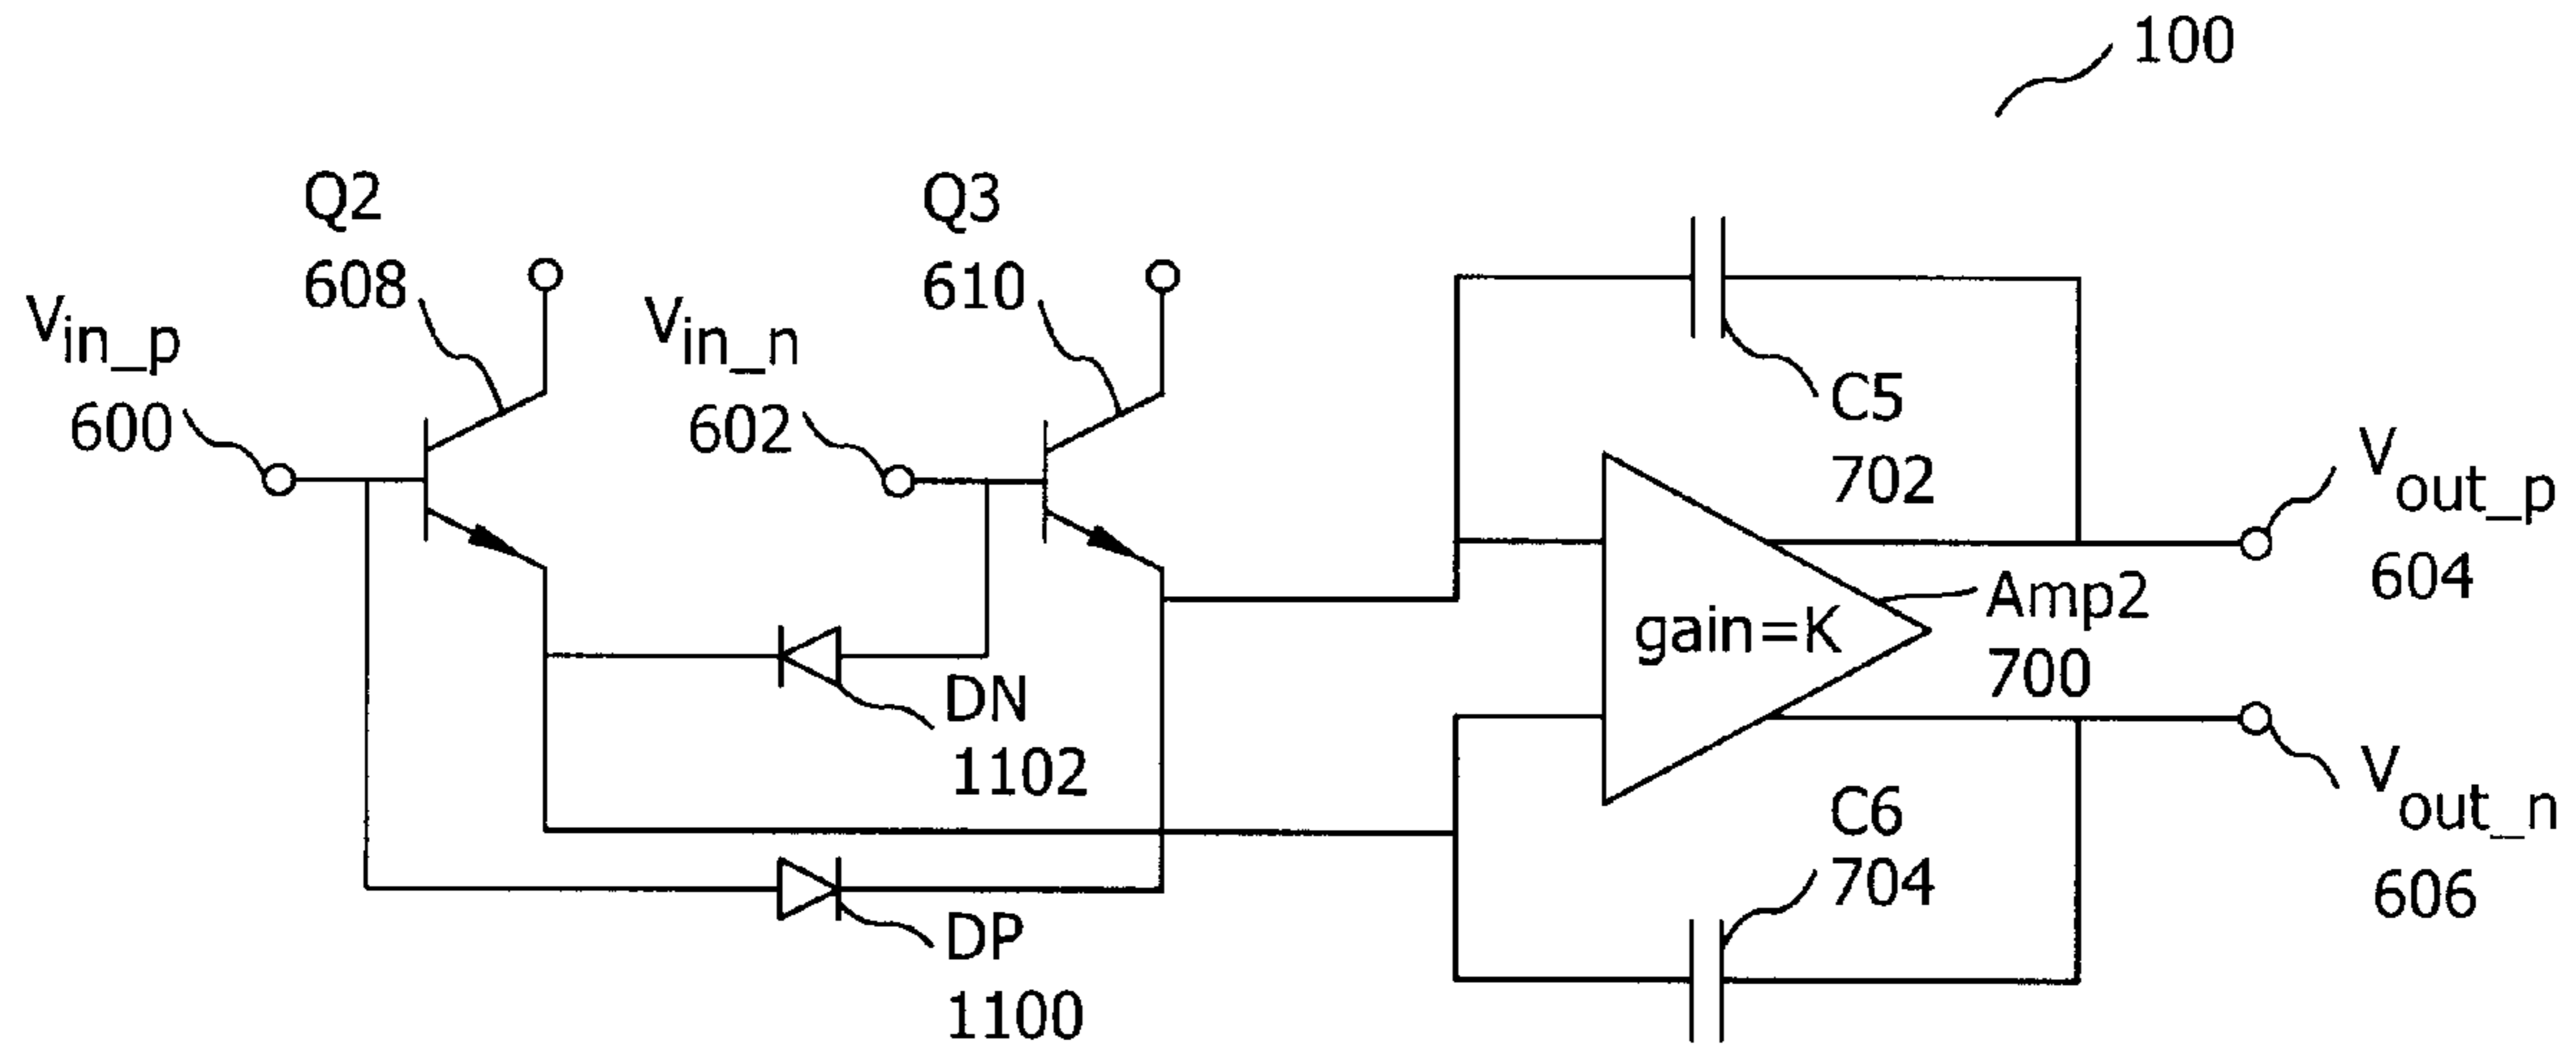 100
Q2
608
Q3
610
Vin_p
600
Vin_n
602
C5
702
Vout_p
604
Amp2
700
gain=K
DN
1102
Vout_n
606
C6
704
DP
1100